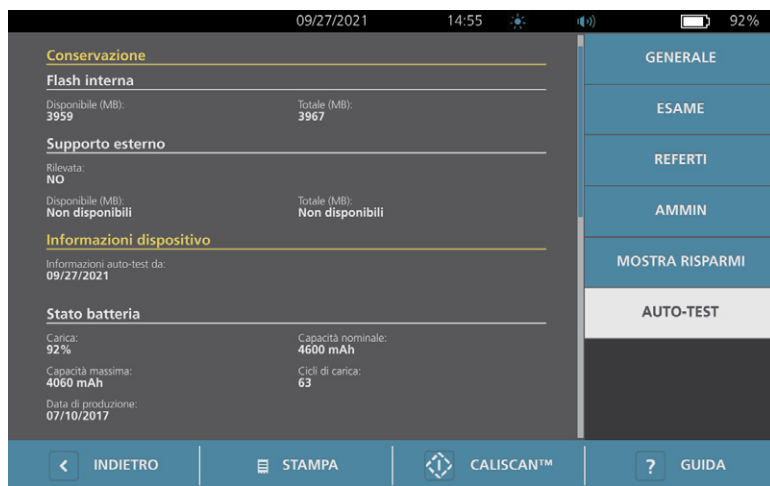 09/27/2021 14:55 92%
Conservazione
Flash interna
Disponibile (MB): Totale (MB):
3959 3967
Supporto esterno
Rilevata:
NO
Disponibile (MB): Totale (MB):
Non disponibili Non disponibili
Informazioni dispositivo
Informazioni auto-test da:
09/27/2021
Stato batteria
Carica: Capacità nominale:
92% 4600 mAh
Capacità massima: Cicli di carica:
4060 mAh 63
Data di produzione:
07/10/2017
GENERALE
ESAME
REFERTI
AMMIN
MOSTRA RISPARMI
AUTO-TEST
< INDIETRO STAMPA CALISCAN™ ? GUIDA